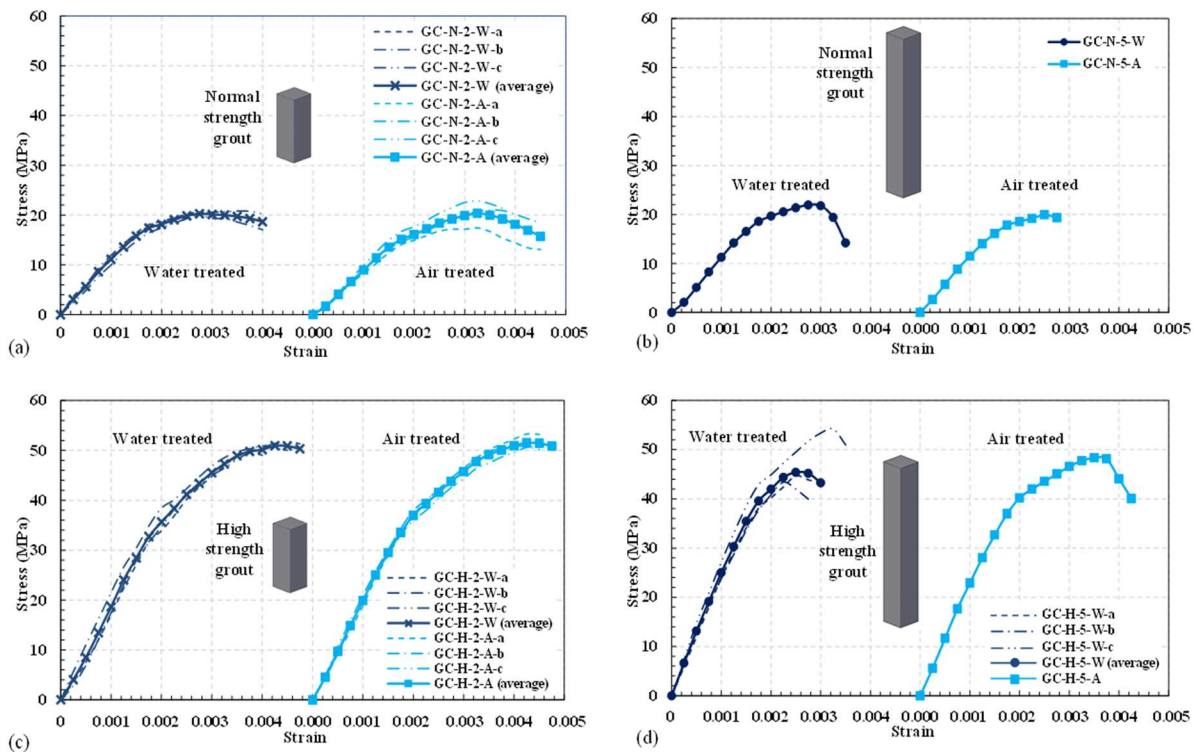 60
50
40
30
20
10
0
Stress (MPa)
GC-N-2-W-a
GC-N-2-W-b
GC-N-2-W-c
GC-N-2-W (average)
GC-N-2-A-a
GC-N-2-A-b
GC-N-2-A-c
GC-N-2-A (average)
Normal
strength
grout
Water treated
Air treated
0 0.001 0.002 0.003 0.004 0.000 0.001 0.002 0.003 0.004 0.005
Strain
(a)
60
50
40
30
20
10
0
Stress (MPa)
GC-N-5-W
GC-N-5-A
Normal
strength
grout
Water treated
Air treated
0 0.001 0.002 0.003 0.004 0.000 0.001 0.002 0.003 0.004 0.005
Strain
(b)
60
50
40
30
20
10
0
Stress (MPa)
Water treated
Air treated
High
strength
grout
GC-H-2-W-a
GC-H-2-W-b
GC-H-2-W-c
GC-H-2-W (average)
GC-H-2-A-a
GC-H-2-A-b
GC-H-2-A-c
GC-H-2-A (average)
0 0.001 0.002 0.003 0.004 0.000 0.001 0.002 0.003 0.004 0.005
Strain
(c)
60
50
40
30
20
10
0
Stress (MPa)
Water treated
Air treated
High
strength
grout
GC-H-5-W-a
GC-H-5-W-b
GC-H-5-W-c
GC-H-5-W (average)
GC-H-5-A
0 0.001 0.002 0.003 0.004 0.000 0.001 0.002 0.003 0.004 0.005
Strain
(d)